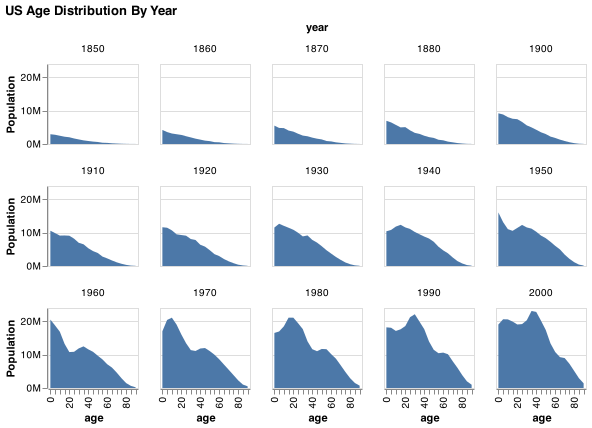 US Age Distribution By Year
year
1850 1860 1870 1880 1900
Population
20M
10M
0M
1910 1920 1930 1940 1950
Population
20M
10M
0M
1960 1970 1980 1990 2000
Population
20M
10M
0M
0 20 40 60 80 0 20 40 60 80 0 20 40 60 80 0 20 40 60 80 0 20 40 60 80
age age age age age